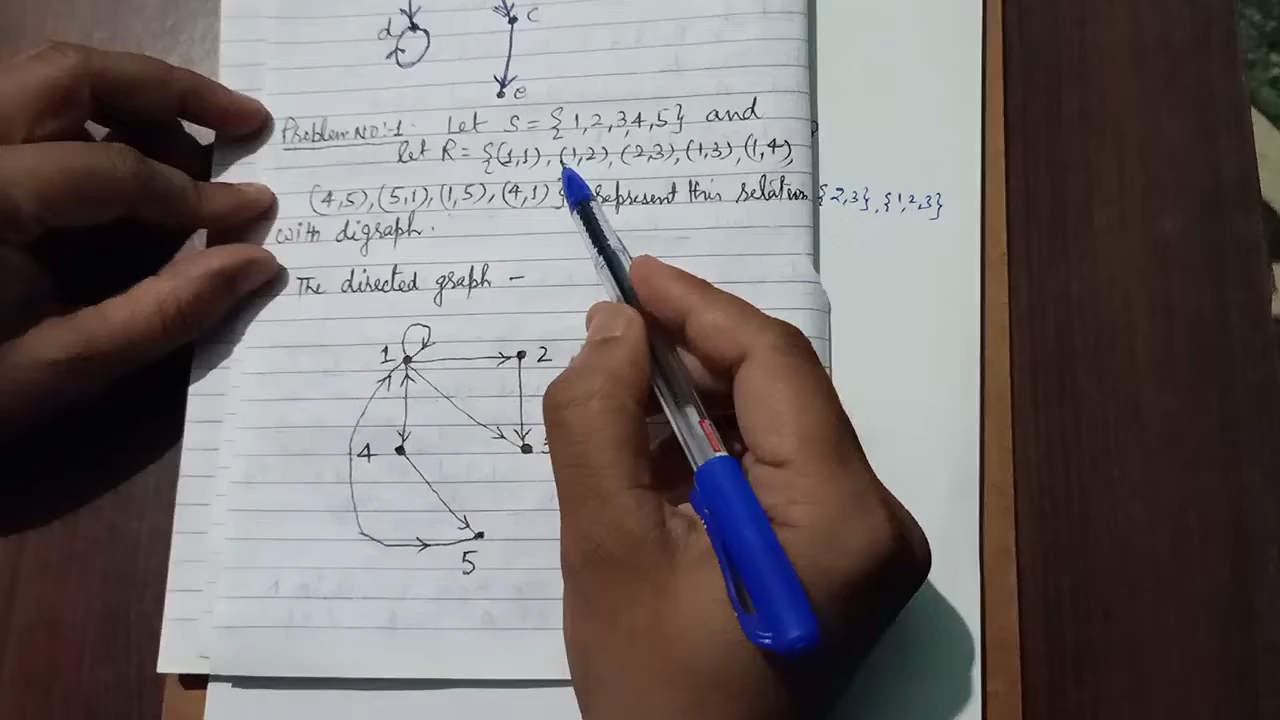 d
c
e
Problem No:-1. Let S = {1,2,3,4,5} and
let R = {(1,1), (1,2), (2,3), (1,3), (1,4),
(4,5), (5,1), (1,5), (4,1) } represent this relation {2,3}, {1,2,3}
with digraph.
The directed graph -
1 2
4
5